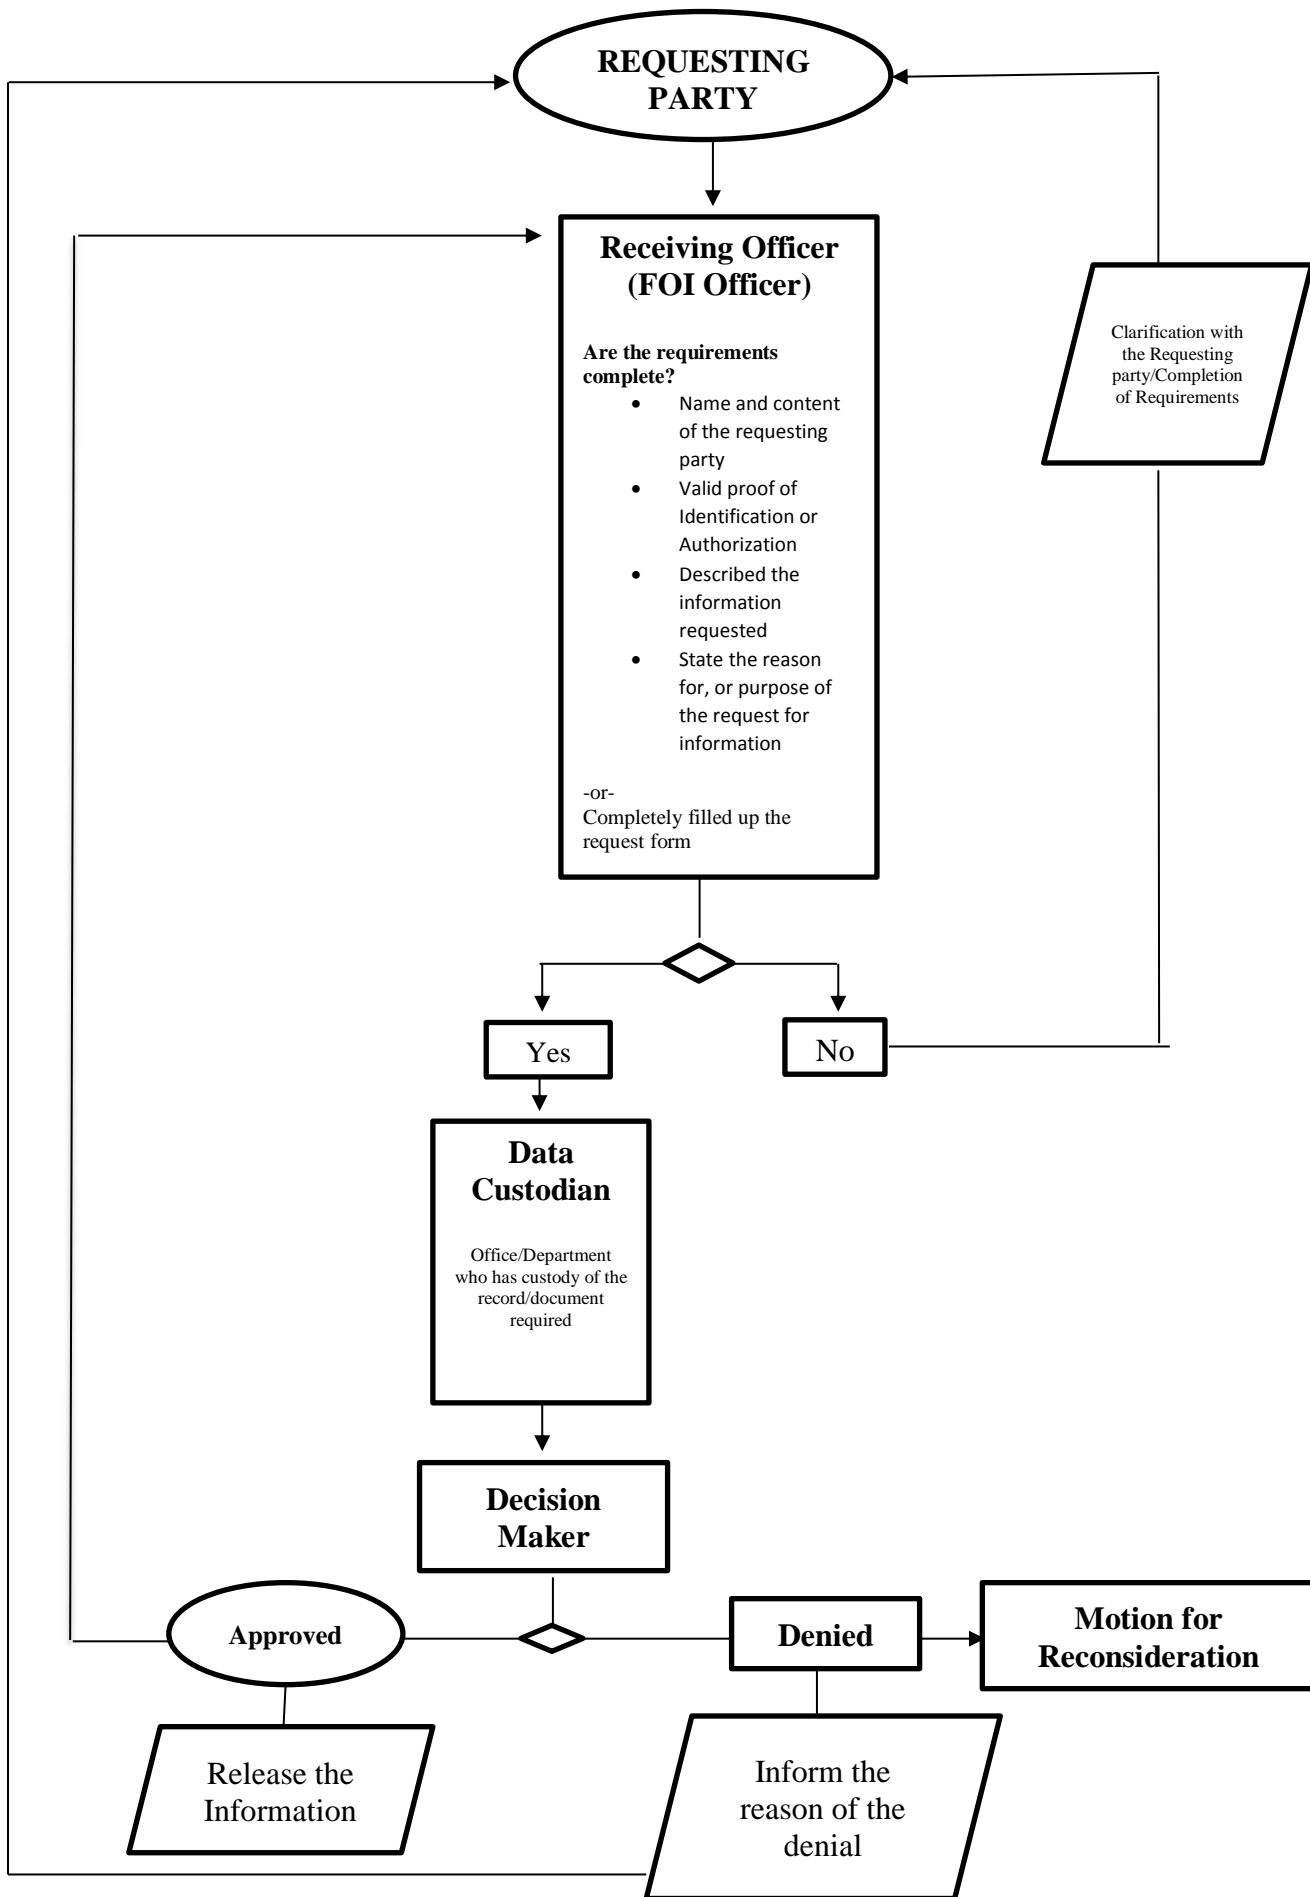 REQUESTING
PARTY
Receiving Officer
(FOI Officer)
Are the requirements
complete?
• Name and content
of the requesting
party
• Valid proof of
Identification or
Authorization
• Described the
information
requested
• State the reason
for, or purpose of
the request for
information
-or-
Completely filled up the
request form
Clarification with
the Requesting
party/Completion
of Requirements
Yes
No
Data
Custodian
Office/Department
who has custody of the
record/document
required
Decision
Maker
Approved
Denied
Motion for
Reconsideration
Release the
Information
Inform the
reason of the
denial